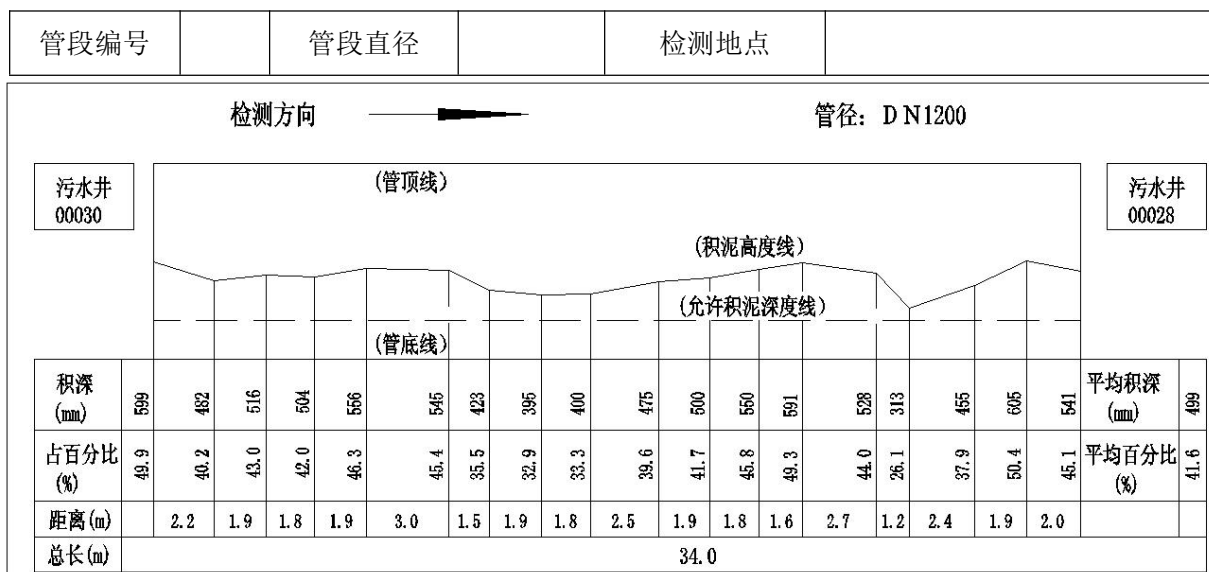 管段编号 管段直径 检测地点
检测方向 管径: DN1200
污水井
00030
(管顶线)
污水井
00028
(积泥高度线)
(允许积泥深度线)
(管底线)
积深
(mm)
599 482 516 504 556 545 423 395 400 475 500 550 591 528 313 455 605 541
平均积深
(mm)
499
占百分比
(%)
49.9 40.2 43.0 42.0 46.3 45.4 35.5 32.9 33.3 39.6 41.7 45.8 49.3 44.0 26.1 37.9 50.4 45.1
平均百分比
(%)
41.6
距离(m) 2.2 1.9 1.8 1.9 3.0 1.5 1.9 1.8 2.5 1.9 1.8 1.6 2.7 1.2 2.4 1.9 2.0
总长(m) 34.0